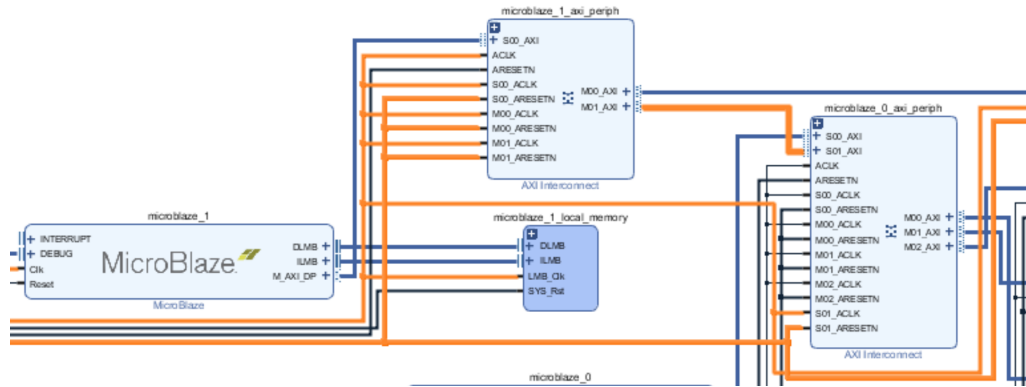 microblaze_1_axi_periph
S00_AXI
ACLK
ARESETN
S00_ACLK
S00_ARESETN
M00_ACLK
M00_ARESETN
M01_ACLK
M01_ARESETN
M00_AXI
M01_AXI
AXI Interconnect
microblaze_0_axi_periph
S00_AXI
S01_AXI
ACLK
ARESETN
S00_ACLK
S00_ARESETN
M00_ACLK
M00_ARESETN
M01_ACLK
M01_ARESETN
M02_ACLK
M02_ARESETN
S01_ACLK
S01_ARESETN
M00_AXI
M01_AXI
M02_AXI
AXI Interconnect
microblaze_1
INTERRUPT
DEBUG
Clk
Reset
MicroBlaze
DLMB
ILMB
M_AXI_DP
MicroBlaze
microblaze_1_local_memory
DLMB
ILMB
LMB_Clk
SYS_Rst
microblaze_0